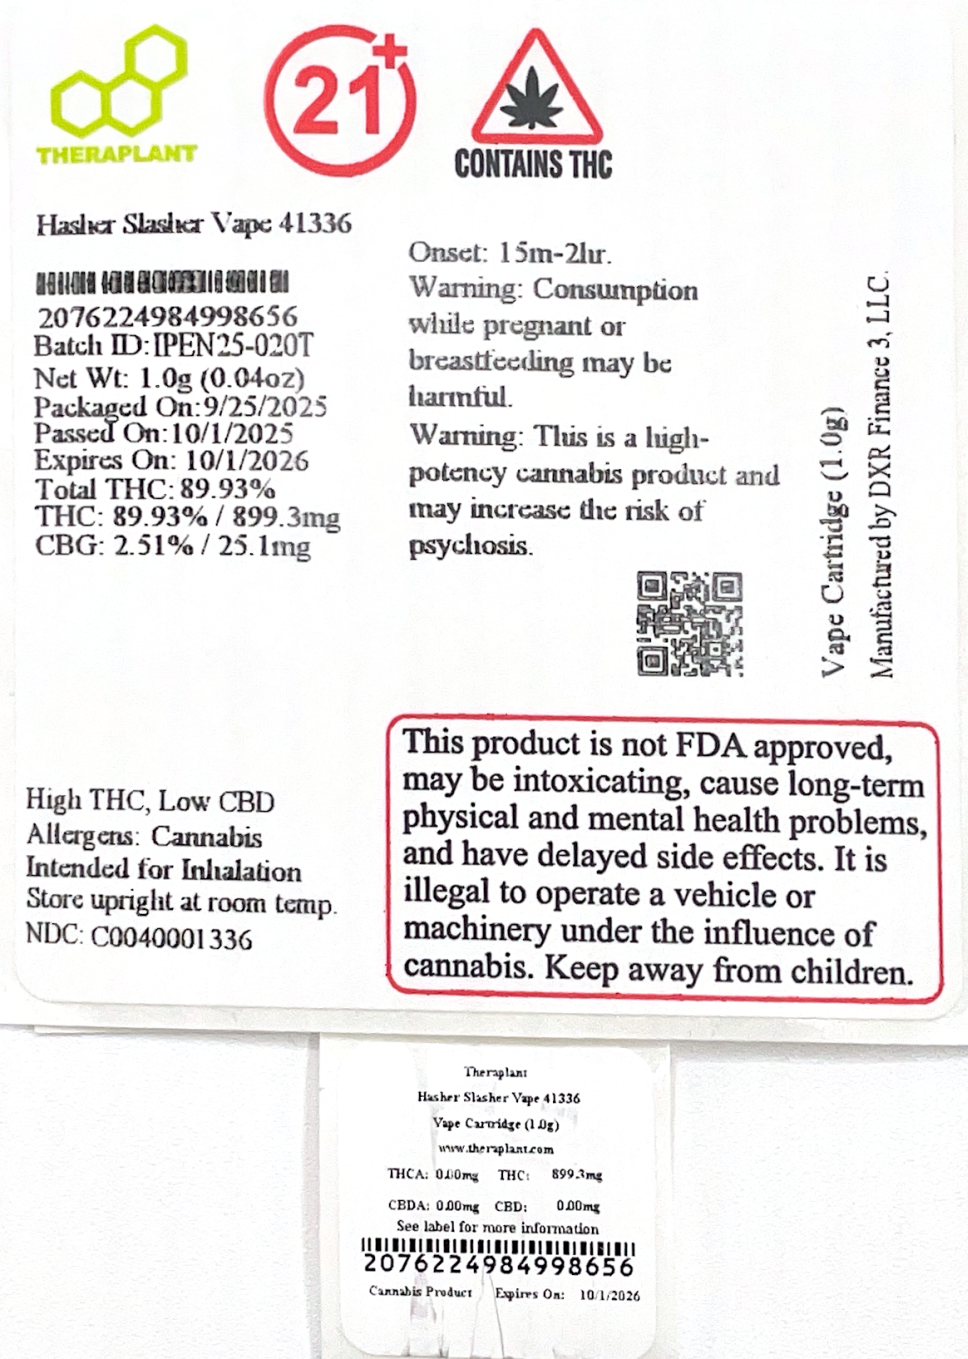 THERAPLANT
21+
CONTAINS THC
Hasher Slasher Vape 41336
2076224984998656
Batch ID:IPEN25-020T
Net Wt: 1.0g (0.04oz)
Packaged On:9/25/2025
Passed On:10/1/2025
Expires On: 10/1/2026
Total THC: 89.93%
THC: 89.93% / 899.3mg
CBG: 2.51% / 25.1mg
High THC, Low CBD
Allergens: Cannabis
Intended for Inhalation
Store upright at room temp.
NDC: C0040001336
Onset: 15m-2hr.
Warning: Consumption
while pregnant or
breastfeeding may be
harmful.
Warning: This is a high-
potency cannabis product and
may increase the risk of
psychosis.
Vape Cartridge (1.0g)
Manufactured by DXR Finance 3, LLC.
This product is not FDA approved,
may be intoxicating, cause long-term
physical and mental health problems,
and have delayed side effects. It is
illegal to operate a vehicle or
machinery under the influence of
cannabis. Keep away from children.
Theraplant
Hasher Slasher Vape 41336
Vape Cartridge (1.0g)
www.theraplant.com
THCA: 0.00mg THC: 899.3mg
CBDA: 0.00mg CBD: 0.00mg
See label for more information
2076224984998656
Cannabis Product Expires On: 10/1/2026